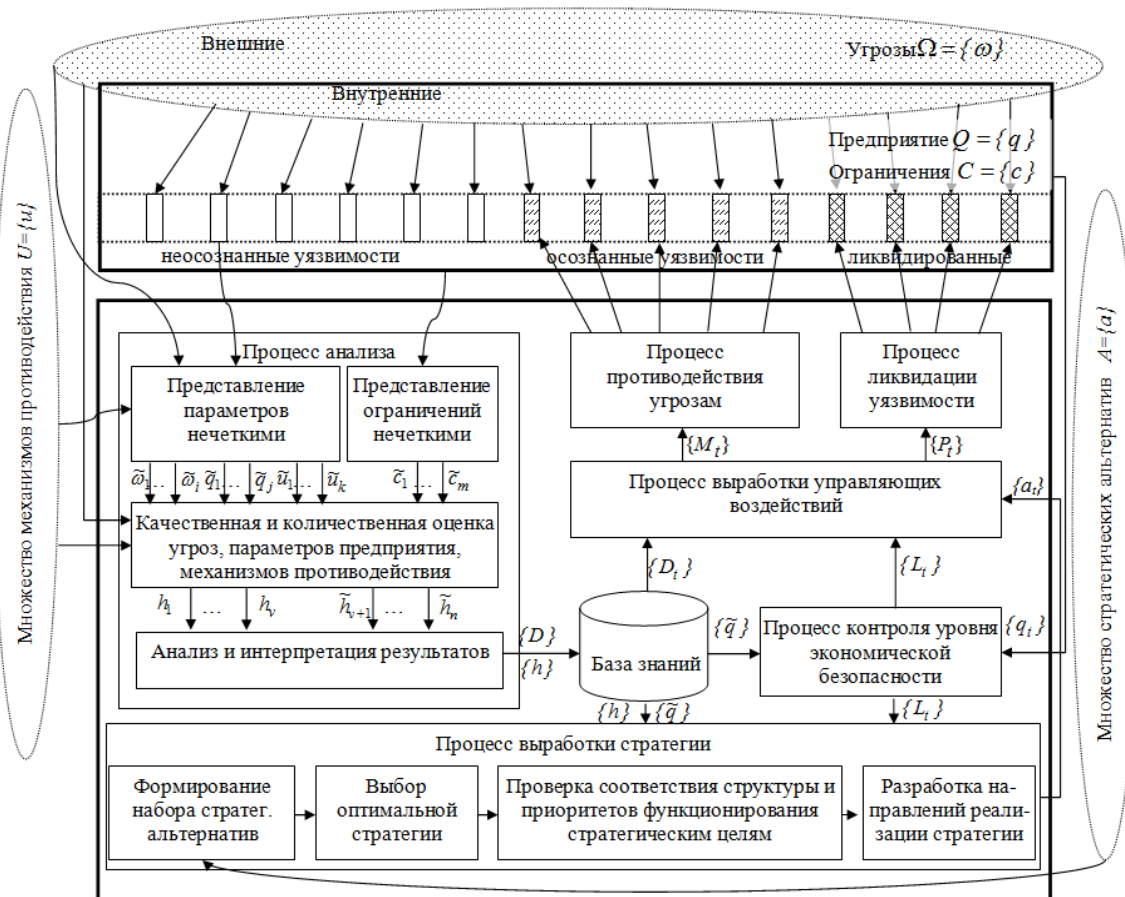 Внешние
Угрозы Ω = { ω }
Внутренние
Предприятие Q = { q }
Ограничения C = { c }
неосознанные уязвимости
осознанные уязвимости
ликвидированные
Множество механизмов противодействия U={u}
Множество стратегических альтернатив A={a}
Процесс анализа
Представление
параметров
нечеткими
Представление
ограничений
нечеткими
Процесс
противодействия
угрозам
Процесс
ликвидации
уязвимости
{M_t}
{P_t}
ω̃_1 ... ω̃_i q̃_1 ... q̃_j ũ_1 ... ũ_k
c̃_1 ... c̃_m
Процесс выработки управляющих
воздействий
{a_t}
Качественная и количественная оценка
угроз, параметров предприятия,
механизмов противодействия
{D_t}
{L_t}
h_1 ... h_v h̃_{v+1} ... h̃_n
Анализ и интерпретация результатов
{D}
{h}
База знаний
{q̃}
Процесс контроля уровня
экономической
безопасности
{q_t}
{h} {q̃}
{L_t}
Процесс выработки стратегии
Формирование
набора стратег.
альтернатив
Выбор
оптимальной
стратегии
Проверка соответствия структуры и
приоритетов функционирования
стратегическим целям
Разработка на-
правлений реали-
зации стратегии